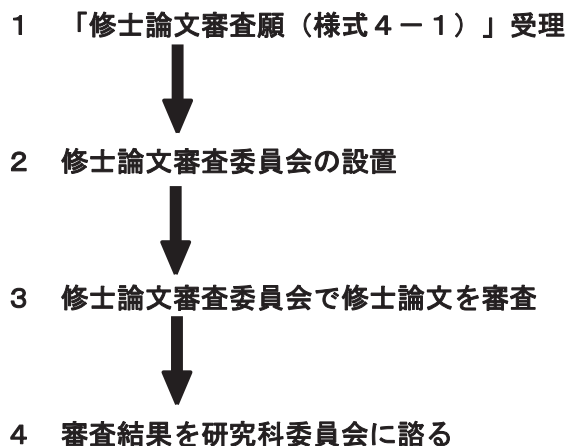 １　「修士論文審査願（様式４－１）」受理
２　修士論文審査委員会の設置
３　修士論文審査委員会で修士論文を審査
４　審査結果を研究科委員会に諮る